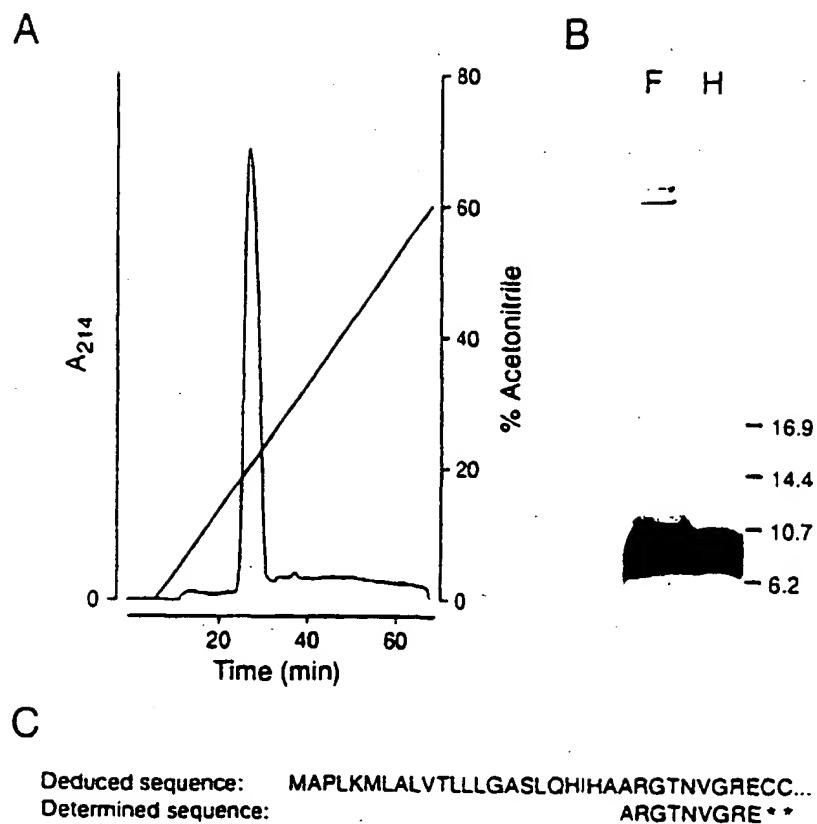 A
B
80
F H
60
A214
40
% Acetonitrile
16.9
20
14.4
10.7
0
0
6.2
20 40 60
Time (min)
C
Deduced sequence: MAPLKMLALVTLLLGASLQHIHAARGTNVGRECC...
Determined sequence: ARGTNVGRE**